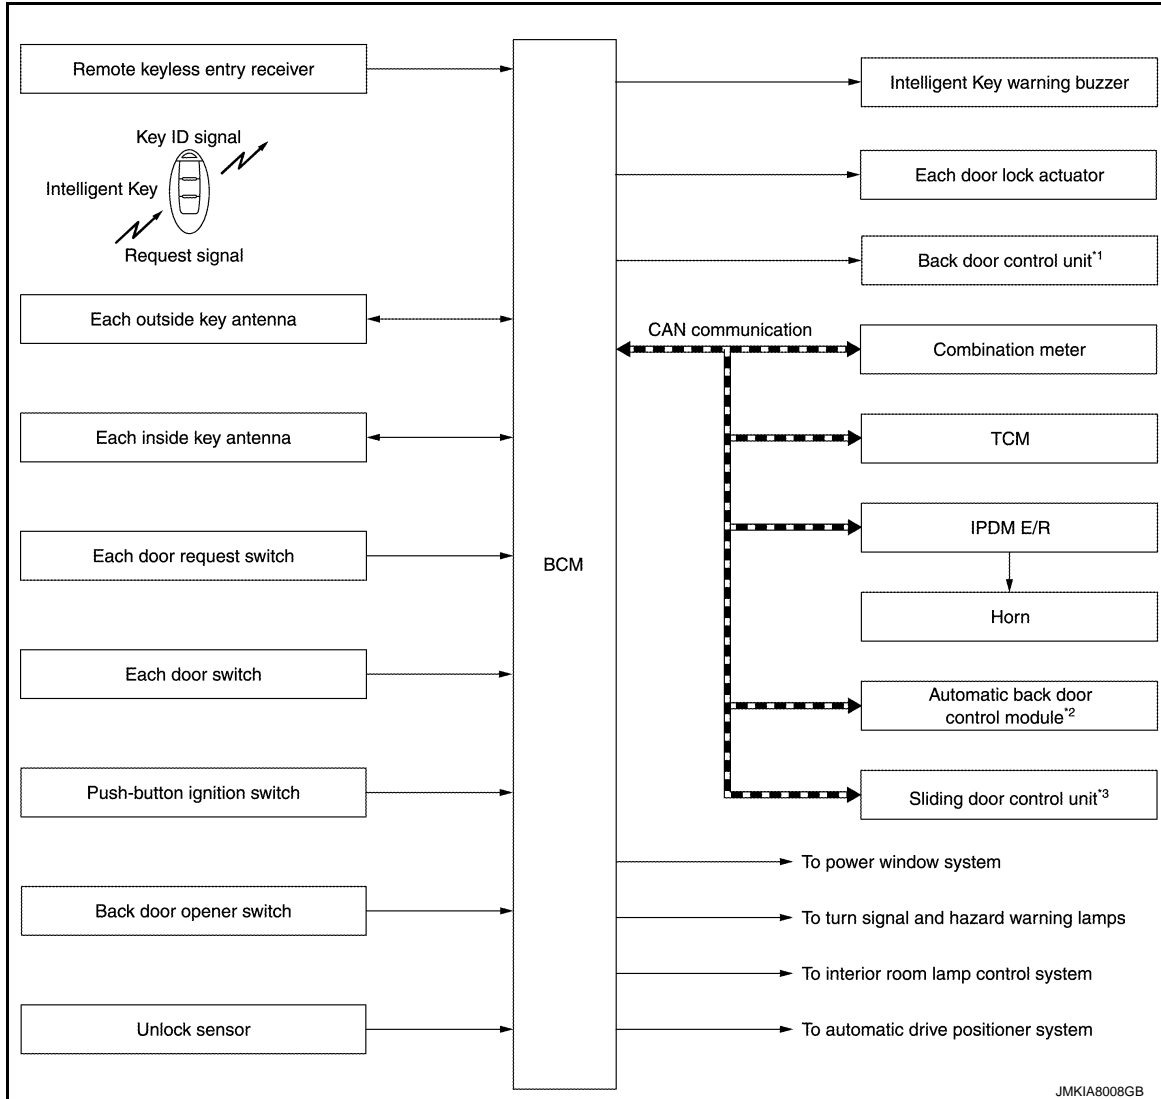 Remote keyless entry receiver
Key ID signal
Intelligent Key
Request signal
Each outside key antenna
Each inside key antenna
Each door request switch
Each door switch
Push-button ignition switch
Back door opener switch
Unlock sensor
BCM
Intelligent Key warning buzzer
Each door lock actuator
Back door control unit*1
CAN communication
Combination meter
TCM
IPDM E/R
Horn
Automatic back door
control module*2
Sliding door control unit*3
To power window system
To turn signal and hazard warning lamps
To interior room lamp control system
To automatic drive positioner system
JMKIA8008GB